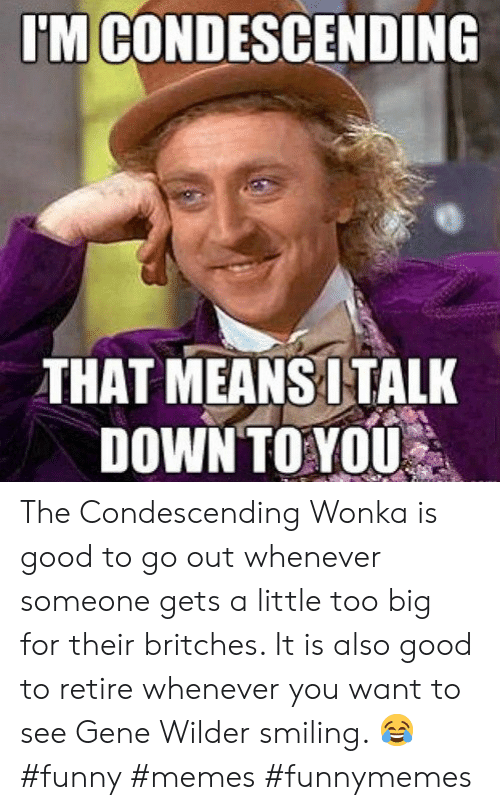 I'M CONDESCENDING
THAT MEANS I TALK
DOWN TO YOU
The Condescending Wonka is
good to go out whenever
someone gets a little too big
for their britches. It is also good
to retire whenever you want to
see Gene Wilder smiling. 😂
#funny #memes #funnymemes